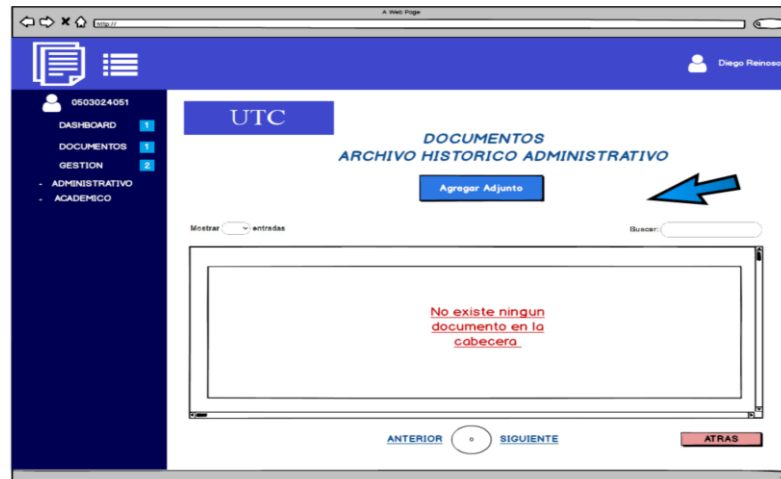 A Web Page
http://
Diego Reinoso
0503024051
DASHBOARD 1
DOCUMENTOS 1
GESTION 2
- ADMINISTRATIVO
- ACADEMICO
UTC
DOCUMENTOS
ARCHIVO HISTORICO ADMINISTRATIVO
Agregar Adjunto
Mostrar entradas
Buscar:
No existe ningun
documento en la
cabecera
ANTERIOR 0 SIGUIENTE
ATRAS